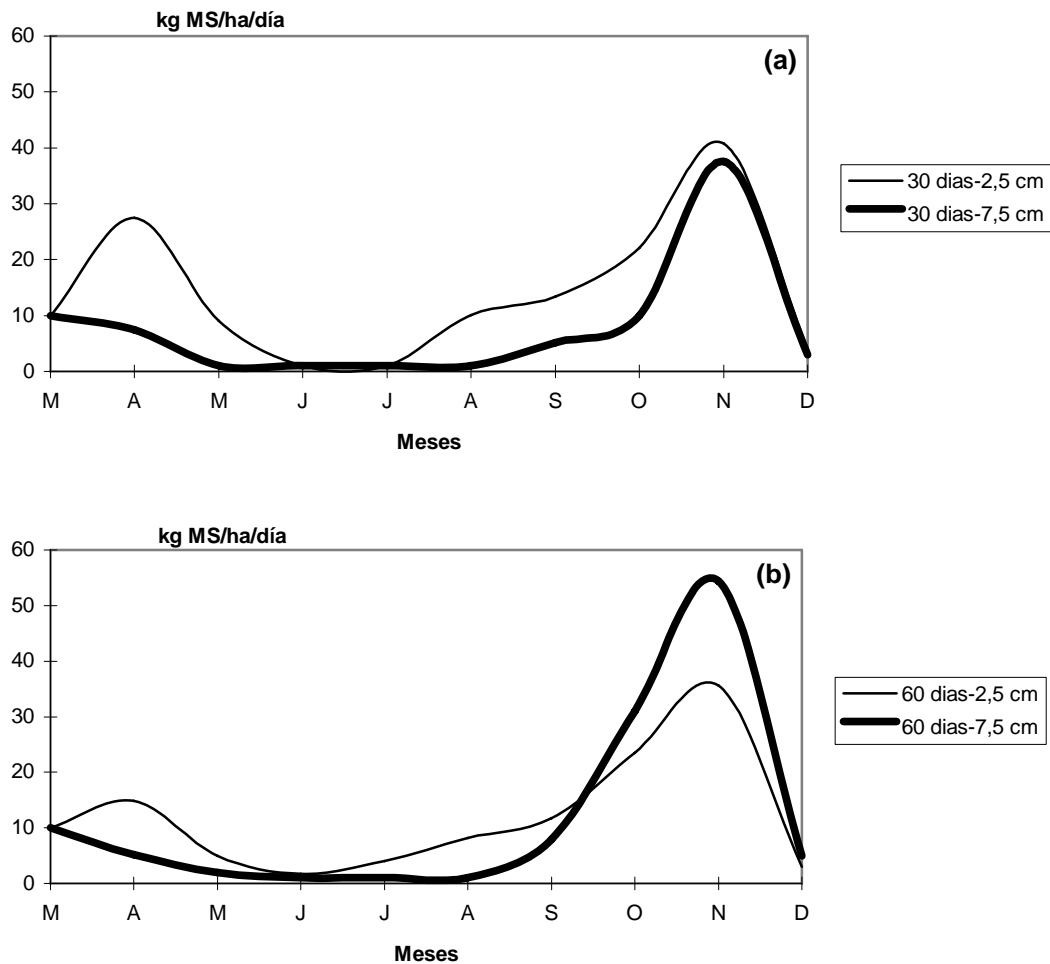 kg MS/ha/día
(a)
60
50
40
30
20
10
0
M A M J J A S O N D
Meses
30 dias-2,5 cm
30 dias-7,5 cm
kg MS/ha/día
(b)
60
50
40
30
20
10
0
M A M J J A S O N D
Meses
60 dias-2,5 cm
60 dias-7,5 cm